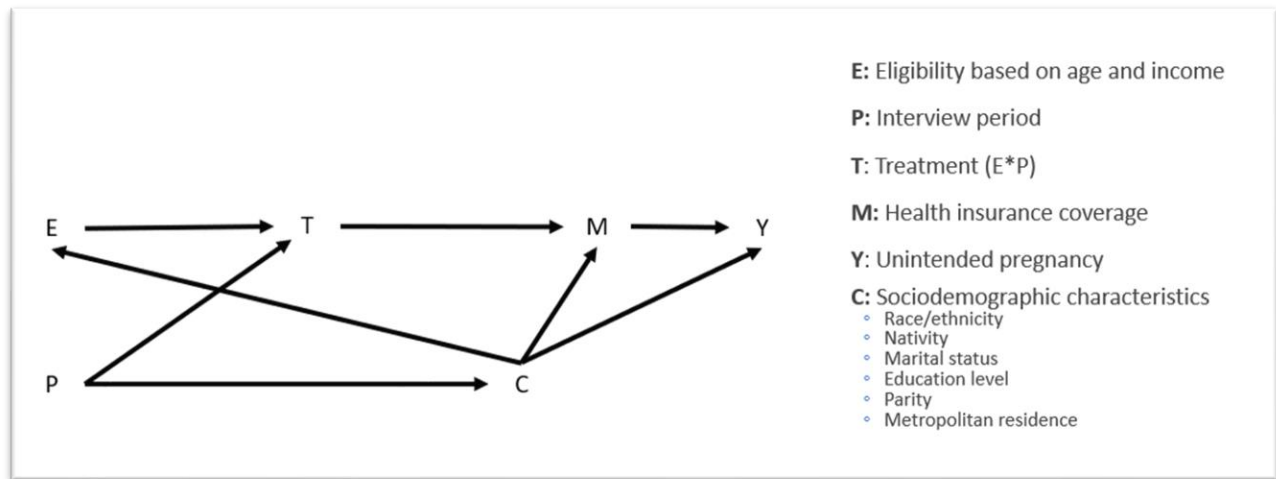 E: Eligibility based on age and income
P: Interview period
T: Treatment (E*P)
M: Health insurance coverage
Y: Unintended pregnancy
C: Sociodemographic characteristics
Race/ethnicity
Nativity
Marital status
Education level
Parity
Metropolitan residence
E T M Y
P C